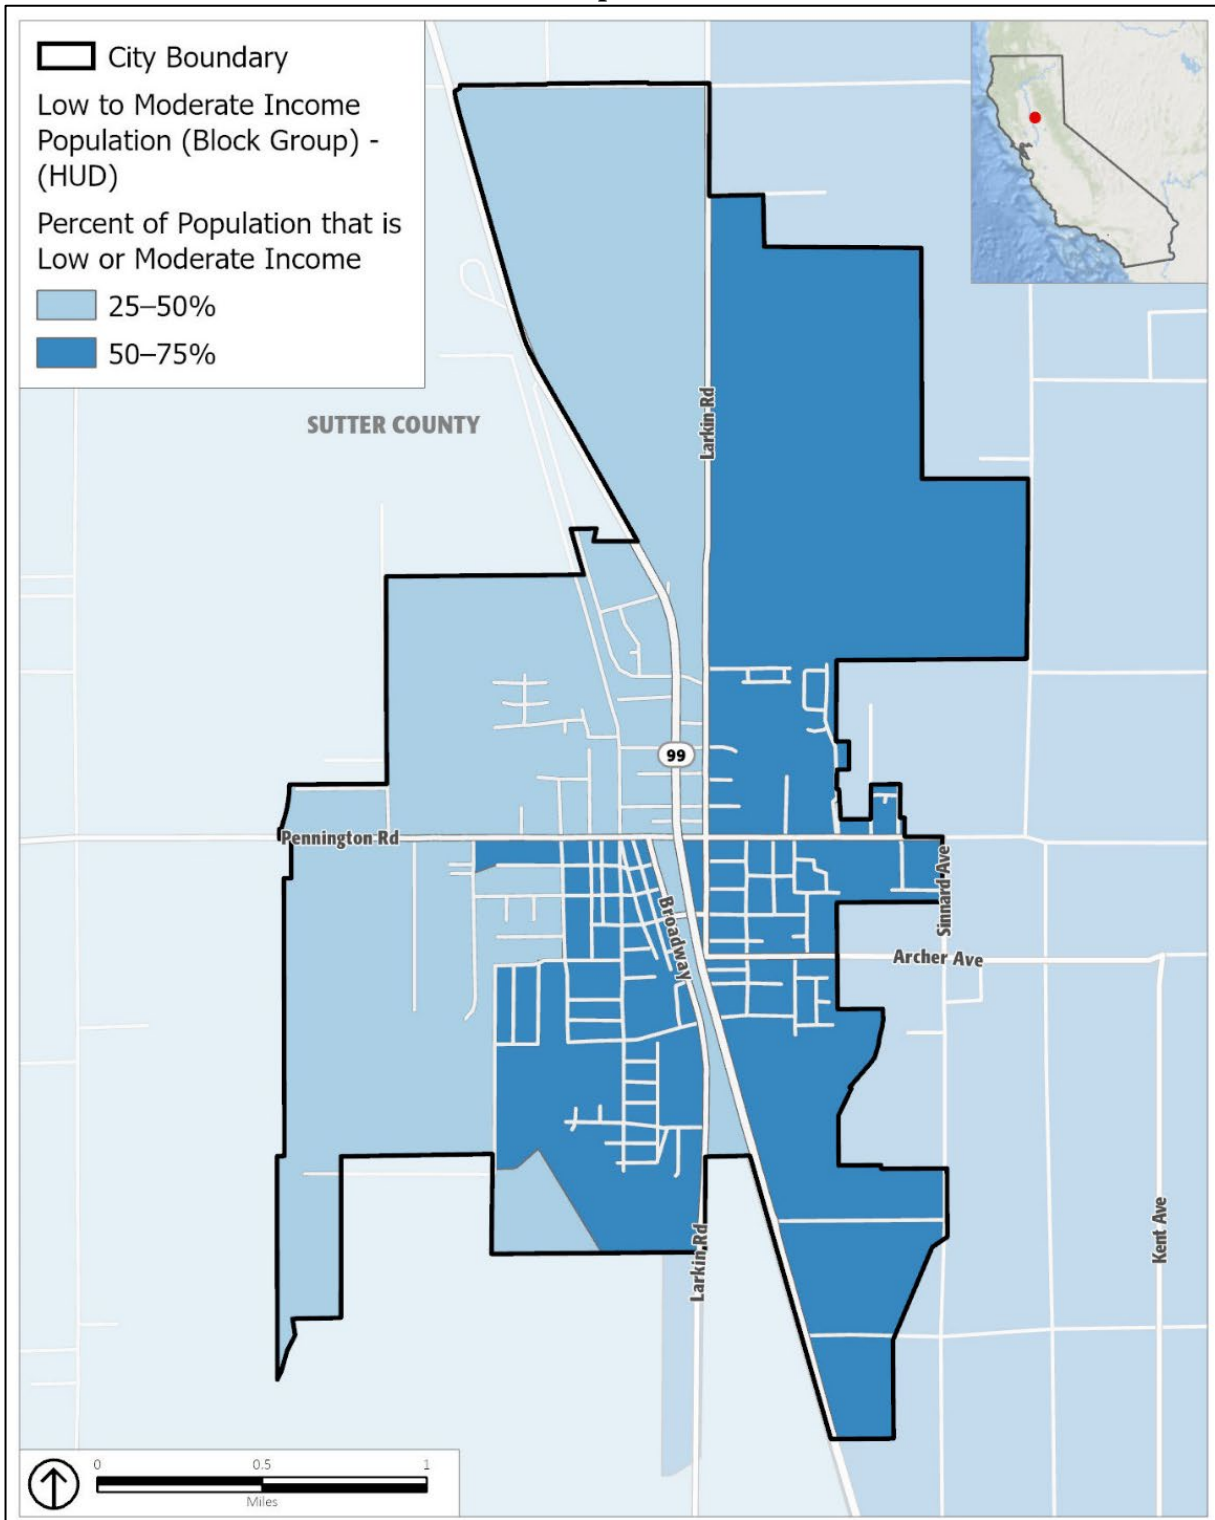 City Boundary
Low to Moderate Income
Population (Block Group) -
(HUD)
Percent of Population that is
Low or Moderate Income
25–50%
50–75%
SUTTER COUNTY
Larkin Rd
99
Pennington Rd
Broadway
Sinnard Ave
Archer Ave
Larkin Rd
Kent Ave
0 0.5 1
Miles